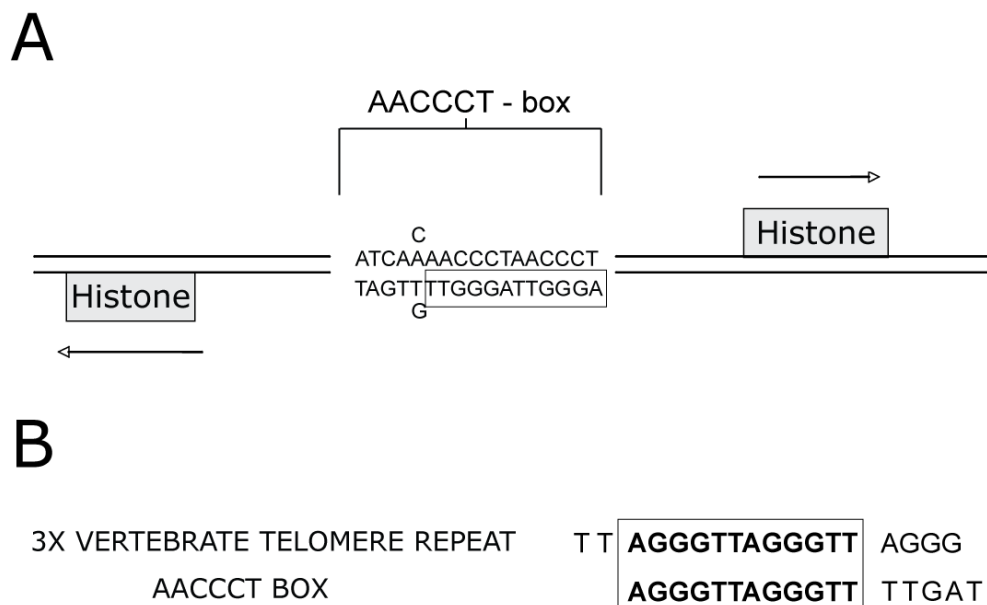 A
AACCCT - box
C
ATCAAAACCCTAACCCT
TAGTTTTGGGATTGGGA
G
Histone
Histone
B
3X VERTEBRATE TELOMERE REPEAT TT AGGGTTAGGGTT AGGG
AACCCT BOX AGGGTTAGGGTT TTGAT